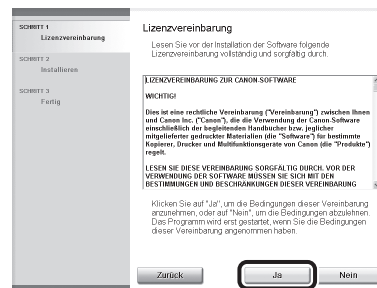 SCHRITT 1
Lizenzvereinbarung
SCHRITT 2
Installieren
SCHRITT 3
Fertig
Lizenzvereinbarung
Lesen Sie vor der Installation der Software folgende
Lizenzvereinbarung vollständig und sorgfältig durch.
LIZENZVEREINBARUNG ZUR CANON-SOFTWARE
WICHTIG!
Dies ist eine rechtliche Vereinbarung ("Vereinbarung") zwischen Ihnen
und Canon Inc. ("Canon"), die die Verwendung der Canon-Software
einschließlich der begleitenden Handbücher bzw. jeglicher
mitgelieferter gedruckter Materialien (die "Software") für bestimmte
Kopierer, Drucker und Multifunktionsgeräte von Canon (die "Produkte")
regelt.
LESEN SIE DIESE VEREINBARUNG SORGFÄLTIG DURCH. VOR DER
VERWENDUNG DER SOFTWARE MÜSSEN SIE SICH MIT DEN
BESTIMMUNGEN UND BESCHRÄNKUNGEN DIESER VEREINBARUNG
Klicken Sie auf "Ja", um die Bedingungen dieser Vereinbarung
anzunehmen, oder auf "Nein", um die Bedingungen abzulehnen.
Das Programm wird erst gestartet, wenn Sie die Bedingungen
dieser Vereinbarung angenommen haben.
Zurück Ja Nein